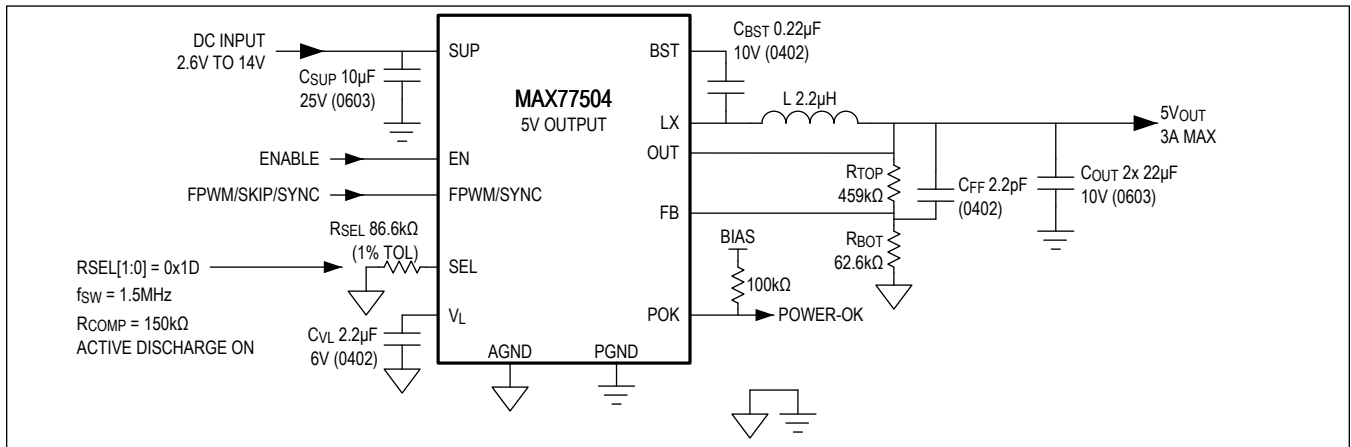 DC INPUT
2.6V TO 14V
CSUP 10µF
25V (0603)
ENABLE
FPWM/SKIP/SYNC
RSEL 86.6kΩ
(1% TOL)
RSEL[1:0] = 0x1D
fSW = 1.5MHz
RCOMP = 150kΩ
ACTIVE DISCHARGE ON
CVL 2.2µF
6V (0402)
SUP
EN
FPWM/SYNC
SEL
VL
AGND
PGND
MAX77504
5V OUTPUT
BST
LX
OUT
FB
POK
CBST 0.22µF
10V (0402)
L 2.2µH
RTOP
459kΩ
CFF 2.2pF
(0402)
RBOT
62.6kΩ
BIAS
100kΩ
POWER-OK
5VOUT
3A MAX
COUT 2x 22µF
10V (0603)